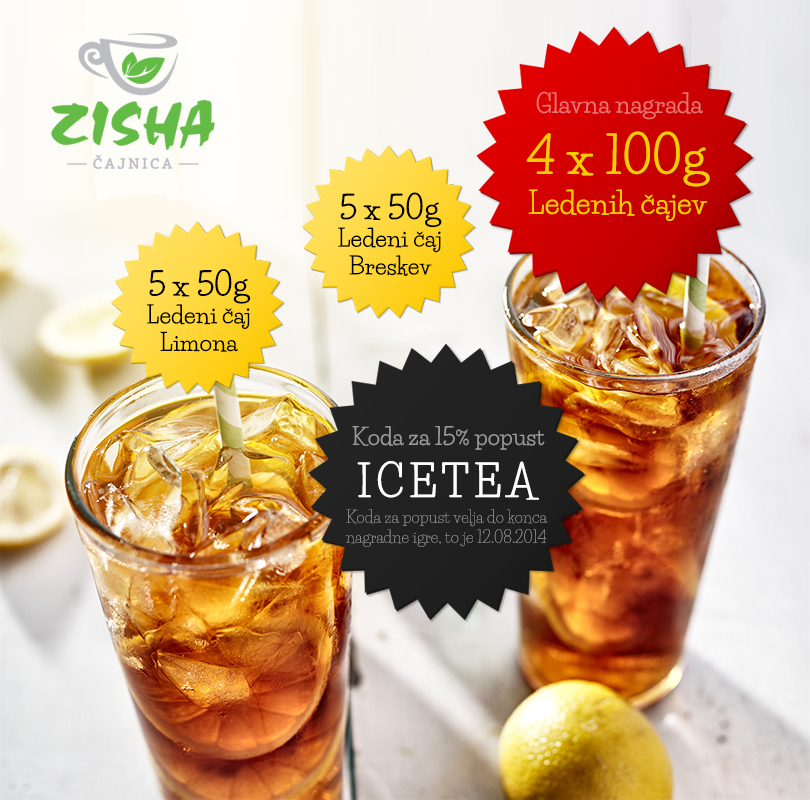 ZISHA
ČAJNICA
Glavna nagrada
4 x 100g
Ledenih čajev
5 x 50g
Ledeni čaj
Breskev
5 x 50g
Ledeni čaj
Limona
Koda za 15% popust
ICETEA
Koda za popust velja do konca
nagradne igre, to je 12.08.2014